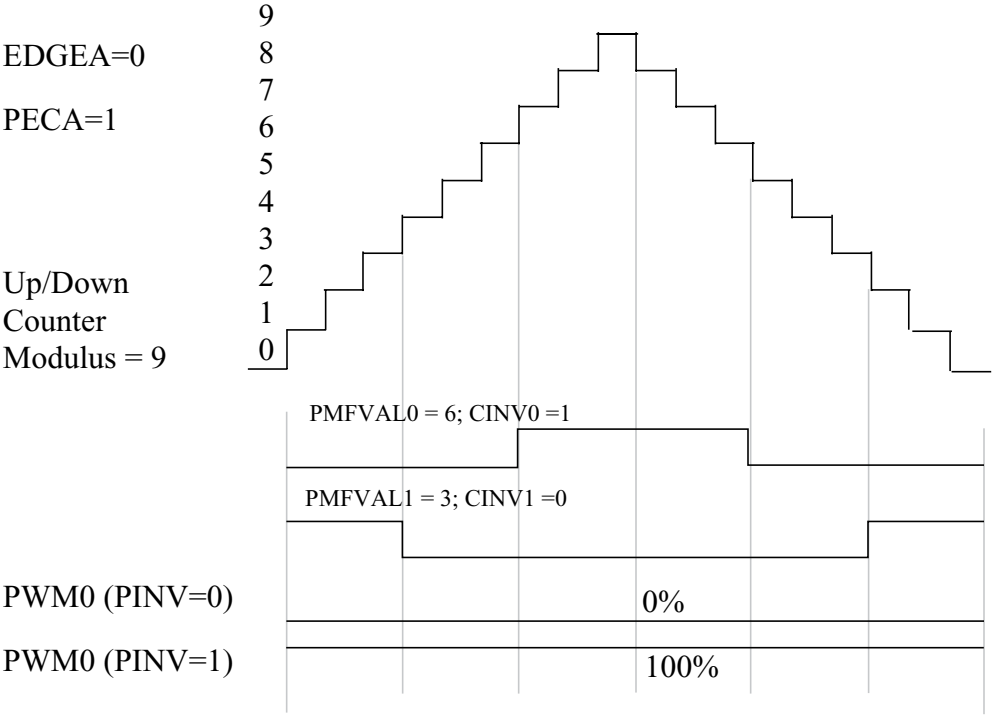 9
EDGEA=0
8
7
PECA=1
6
5
4
3
Up/Down
2
Counter
1
Modulus = 9
0
PMFVAL0 = 6; CINV0 =1
PMFVAL1 = 3; CINV1 =0
PWM0 (PINV=0)
0%
PWM0 (PINV=1)
100%